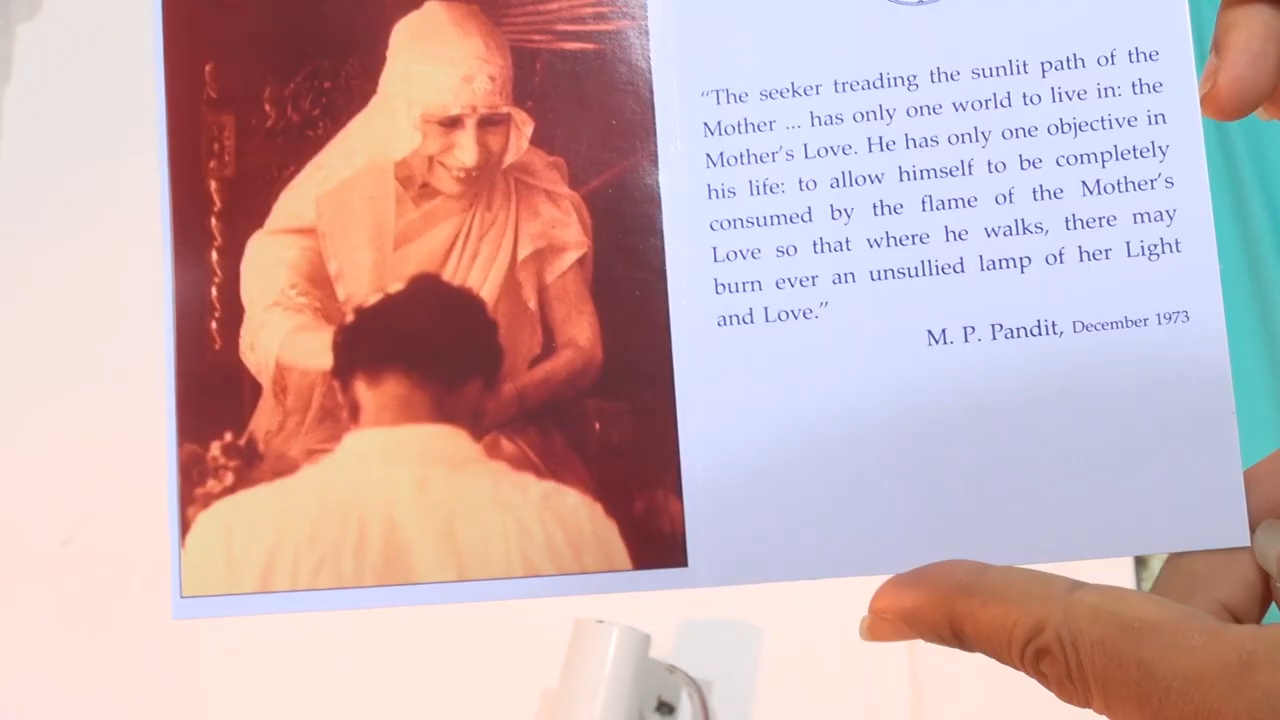 “The seeker treading the sunlit path of the
Mother ... has only one world to live in: the
Mother’s Love. He has only one objective in
his life: to allow himself to be completely
consumed by the flame of the Mother’s
Love so that where he walks, there may
burn ever an unsullied lamp of her Light
and Love.”
M. P. Pandit, December 1973